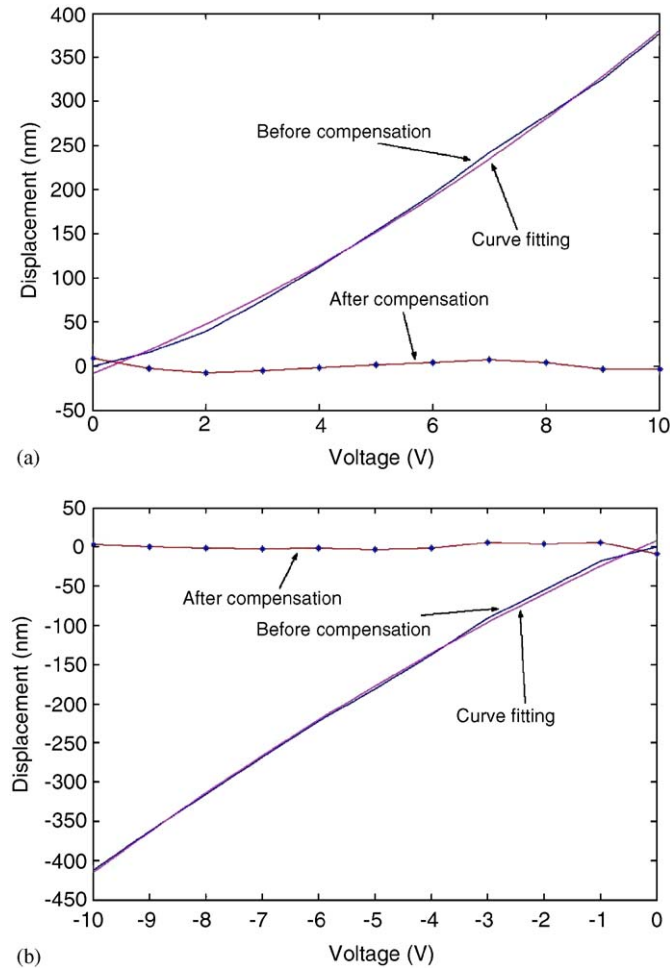 400
350
300
250
200
150
100
50
0
-50
Displacement (nm)
Before compensation
Curve fitting
After compensation
0 2 4 6 8 10
Voltage (V)
(a)
50
0
-50
-100
-150
-200
-250
-300
-350
-400
-450
Displacement (nm)
After compensation
Before compensation
Curve fitting
-10 -9 -8 -7 -6 -5 -4 -3 -2 -1 0
Voltage (V)
(b)